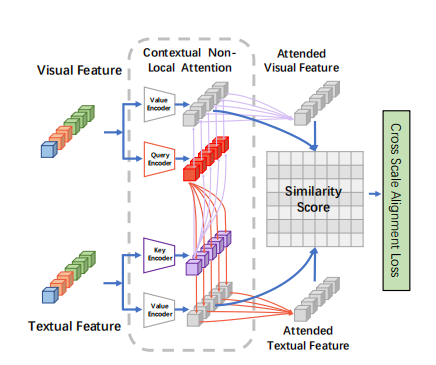 Contextual Non-
Local Attention
Attended
Visual Feature
Visual Feature
Value
Encoder
Query
Encoder
Similarity
Score
Cross Scale Alignment Loss
Key
Encoder
Value
Encoder
Textual Feature
Attended
Textual Feature